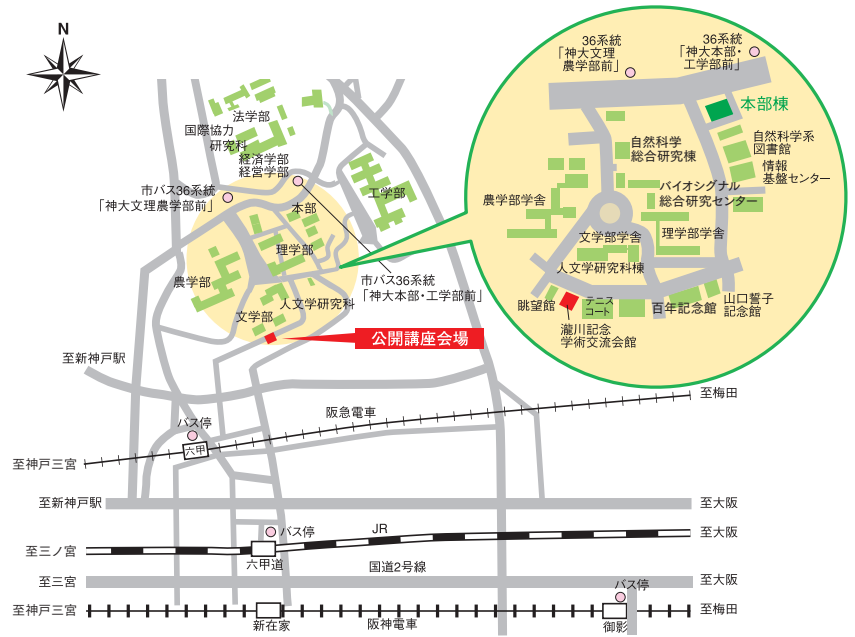 N
36系統
「神大文理
農学部前」
36系統
「神大本部・
工学部前」
本部棟
自然科学
総合研究棟
自然科学系
図書館
情報
基盤センター
農学部学舎
バイオシグナル
総合研究センター
文学部学舎
理学部学舎
人文学研究科棟
眺望館
テニス
コート
百年記念館
山口誓子
記念館
瀧川記念
学術交流会館
法学部
国際協力
研究科
経済学部
経営学部
工学部
市バス36系統
「神大文理農学部前」
本部
理学部
農学部
人文学研究科
文学部
市バス36系統
「神大本部・工学部前」
公開講座会場
至新神戸駅
至梅田
阪急電車
バス停
六甲
至神戸三宮
至新神戸駅
至大阪
バス停
JR
至大阪
至三ノ宮
六甲道
国道2号線
至三宮
至大阪
バス停
至神戸三宮
至梅田
新在家
阪神電車
御影